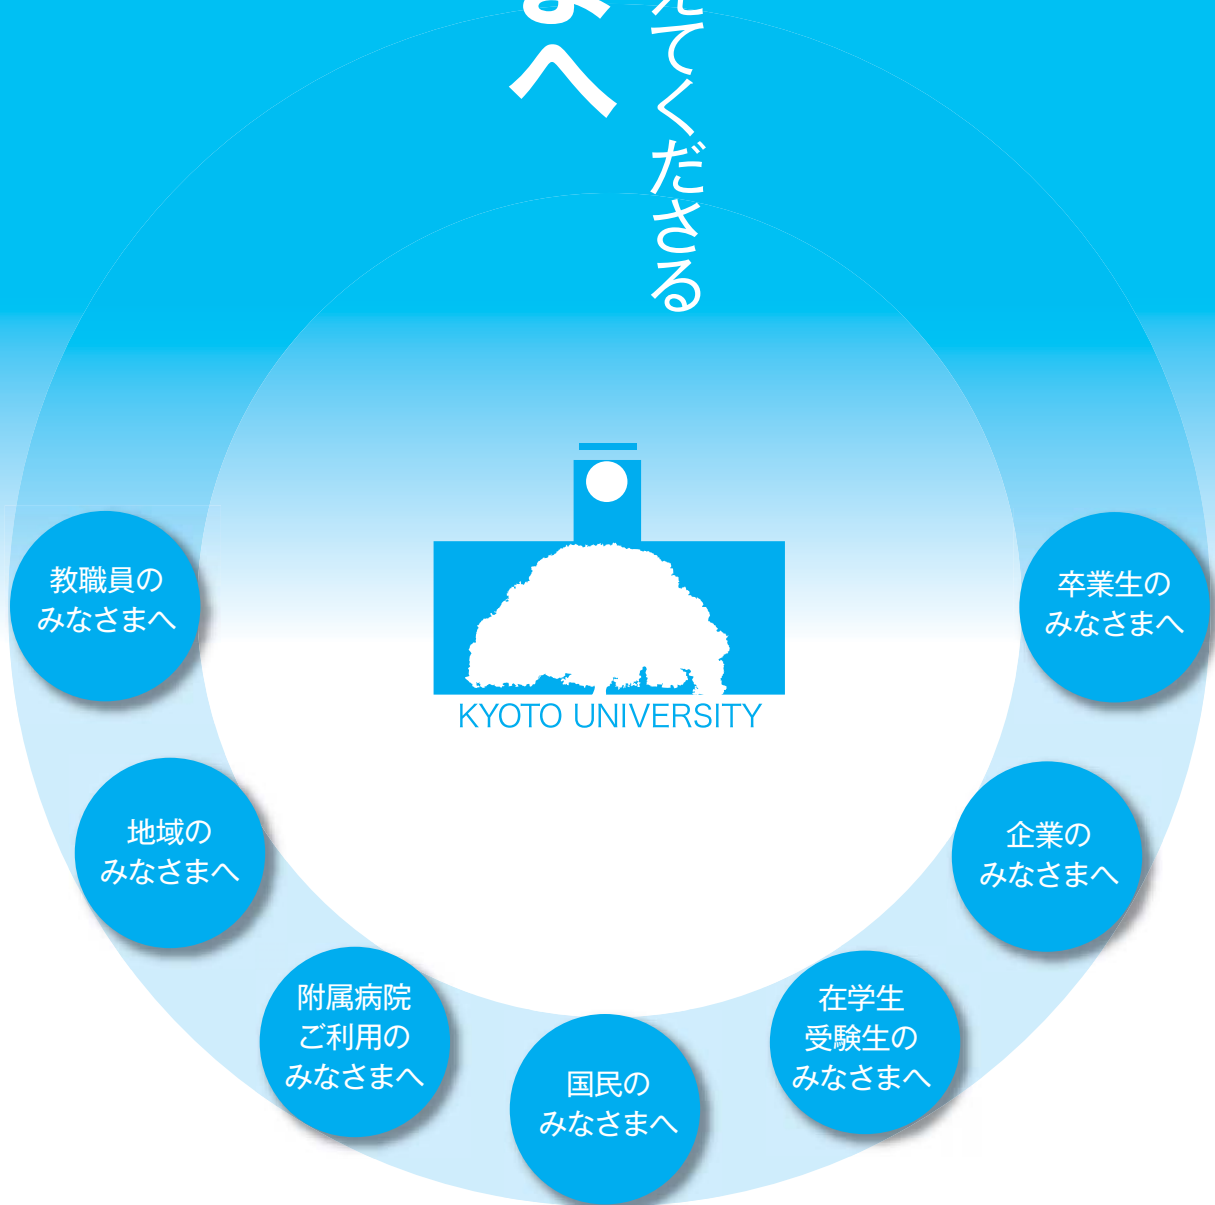 えてくださる
まへ
教職員の
みなさまへ
卒業生の
みなさまへ
KYOTO UNIVERSITY
地域の
みなさまへ
企業の
みなさまへ
附属病院
ご利用の
みなさまへ
在学生
受験生の
みなさまへ
国民の
みなさまへ